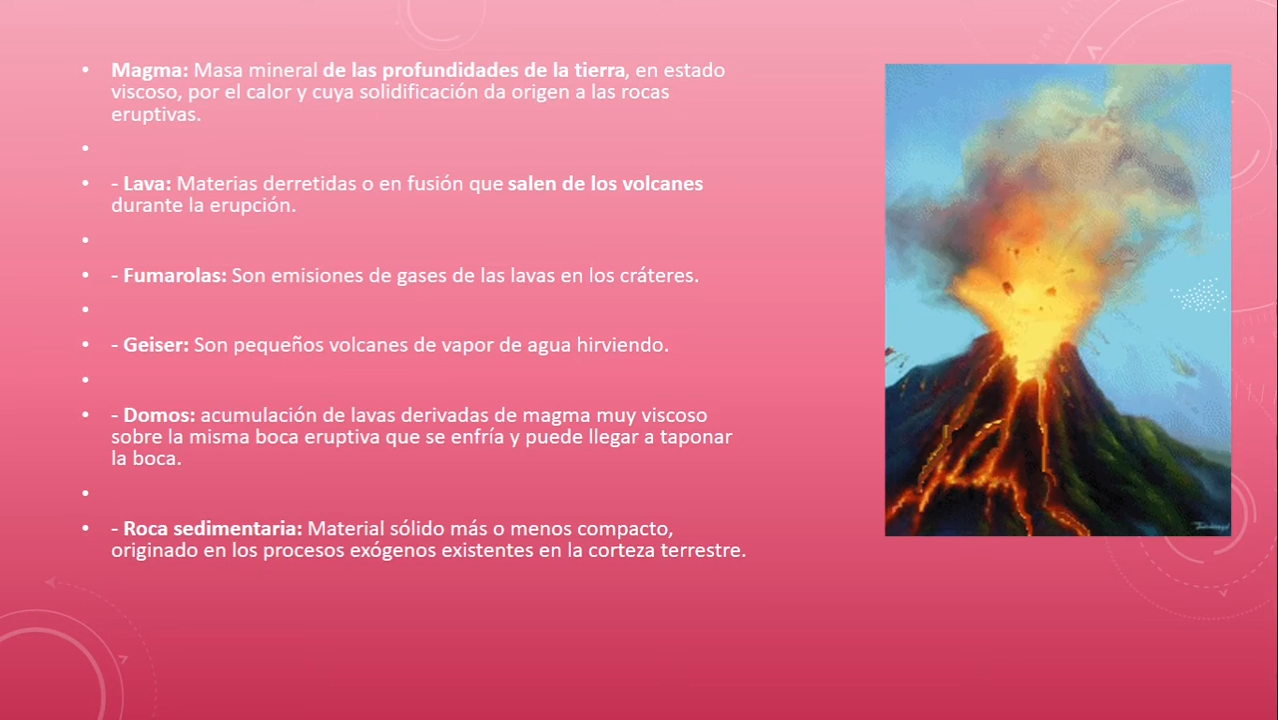 • Magma: Masa mineral de las profundidades de la tierra, en estado
viscoso, por el calor y cuya solidificación da origen a las rocas
eruptivas.
•
• - Lava: Materias derretidas o en fusión que salen de los volcanes
durante la erupción.
•
• - Fumarolas: Son emisiones de gases de las lavas en los cráteres.
•
• - Geiser: Son pequeños volcanes de vapor de agua hirviendo.
•
• - Domos: acumulación de lavas derivadas de magma muy viscoso
sobre la misma boca eruptiva que se enfría y puede llegar a taponar
la boca.
•
• - Roca sedimentaria: Material sólido más o menos compacto,
originado en los procesos exógenos existentes en la corteza terrestre.